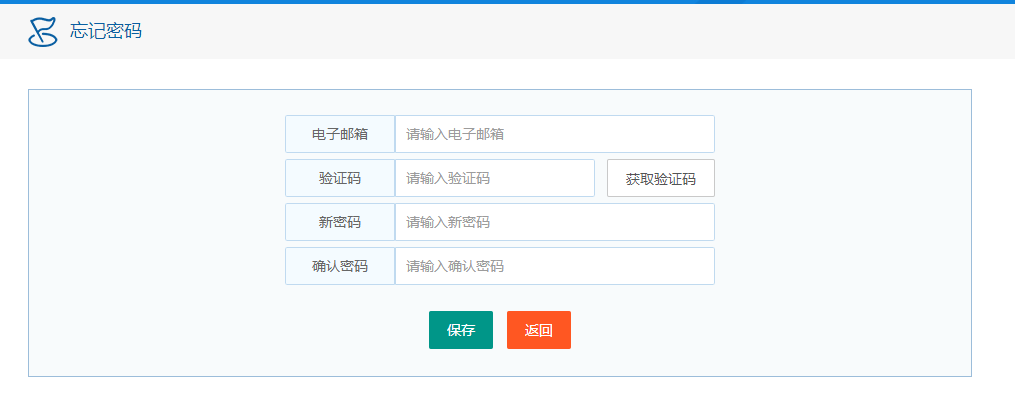 忘记密码
电子邮箱 请输入电子邮箱
验证码 请输入验证码 获取验证码
新密码 请输入新密码
确认密码 请输入确认密码
保存 返回